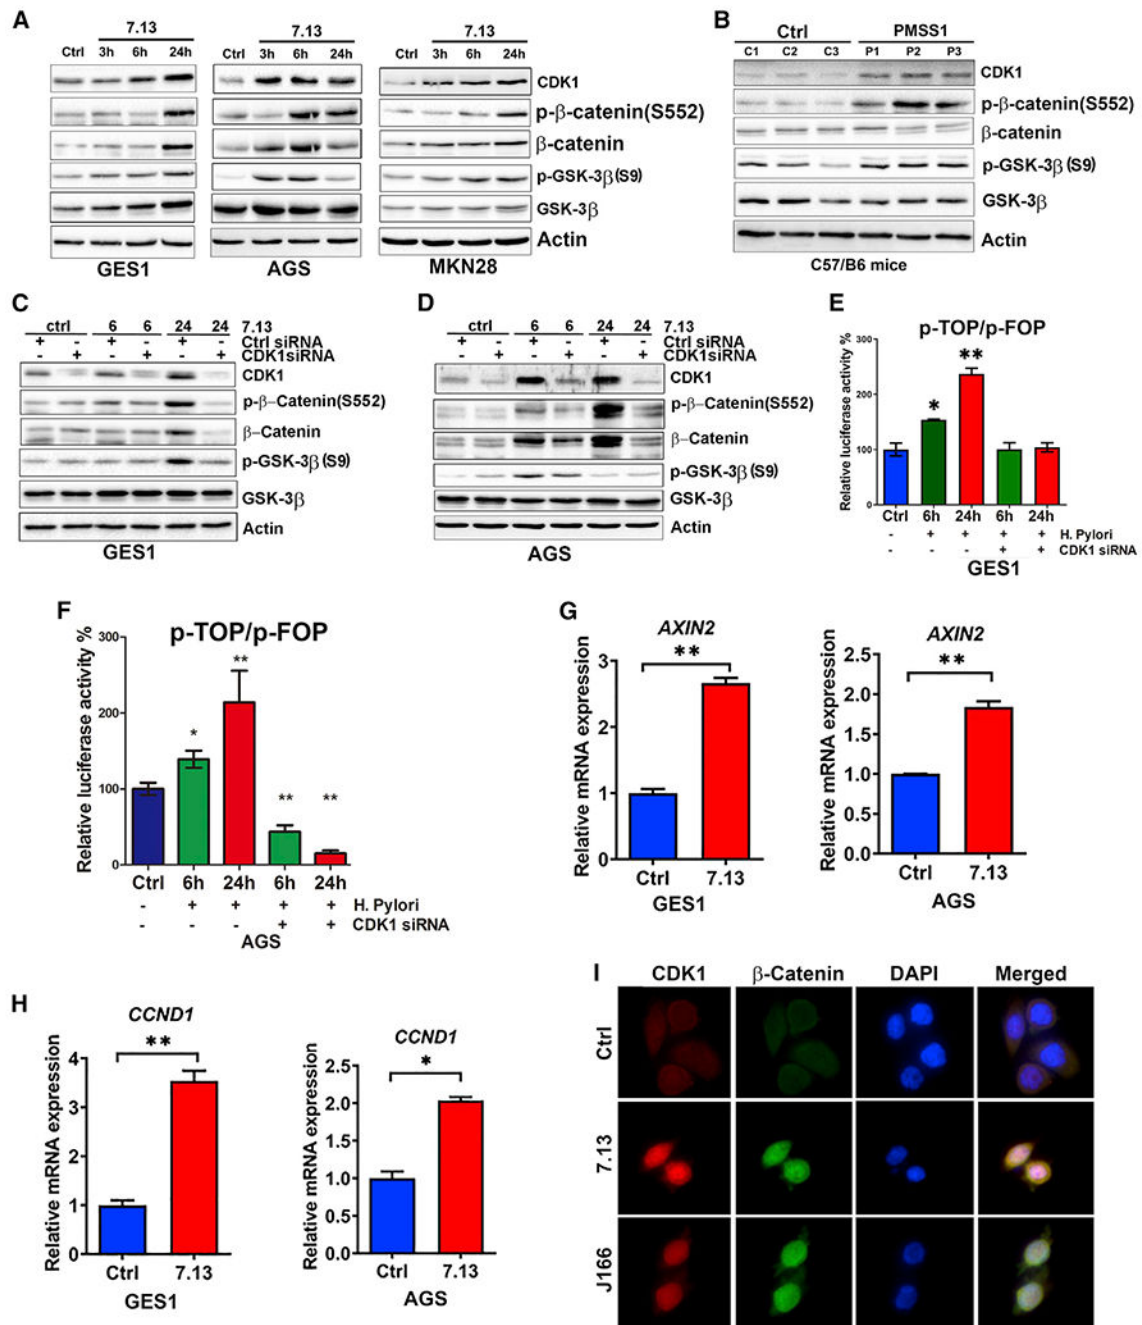 A
7.13
Ctrl 3h 6h 24h
7.13
Ctrl 3h 6h 24h
7.13
Ctrl 3h 6h 24h
CDK1
p-β-catenin(S552)
β-catenin
p-GSK-3β(S9)
GSK-3β
Actin
GES1
AGS
MKN28
B
Ctrl
PMSS1
C1 C2 C3 P1 P2 P3
CDK1
p-β-catenin(S552)
β-catenin
p-GSK-3β(S9)
GSK-3β
Actin
C57/B6 mice
C
ctrl 6 6 24 24 7.13
+ - + - + - Ctrl siRNA
- + - + - + CDK1siRNA
CDK1
p-β-Catenin(S552)
β-Catenin
p-GSK-3β(S9)
GSK-3β
Actin
GES1
D
ctrl 6 6 24 24 7.13
+ - + - + - Ctrl siRNA
- + - + - + CDK1siRNA
CDK1
p-β-Catenin(S552)
β-Catenin
p-GSK-3β(S9)
GSK-3β
Actin
AGS
E
p-TOP/p-FOP
Relative luciferase activity %
300
200
100
0
*
**
Ctrl 6h 24h 6h 24h
- + + + + H. Pylori
- - - + + CDK1 siRNA
GES1
F
p-TOP/p-FOP
Relative luciferase activity %
300
200
100
0
*
**
**
**
Ctrl 6h 24h 6h 24h
- + + + + H. Pylori
- - - + + CDK1 siRNA
AGS
G
AXIN2
Relative mRNA expression
3
2
1
0
**
Ctrl 7.13
GES1
AXIN2
Relative mRNA expression
2.5
2.0
1.5
1.0
0.5
0.0
**
Ctrl 7.13
AGS
H
CCND1
Relative mRNA expression
4
3
2
1
0
**
Ctrl 7.13
GES1
CCND1
Relative mRNA expression
2.5
2.0
1.5
1.0
0.5
0.0
*
Ctrl 7.13
AGS
I
CDK1 β-Catenin DAPI Merged
Ctrl
7.13
J166